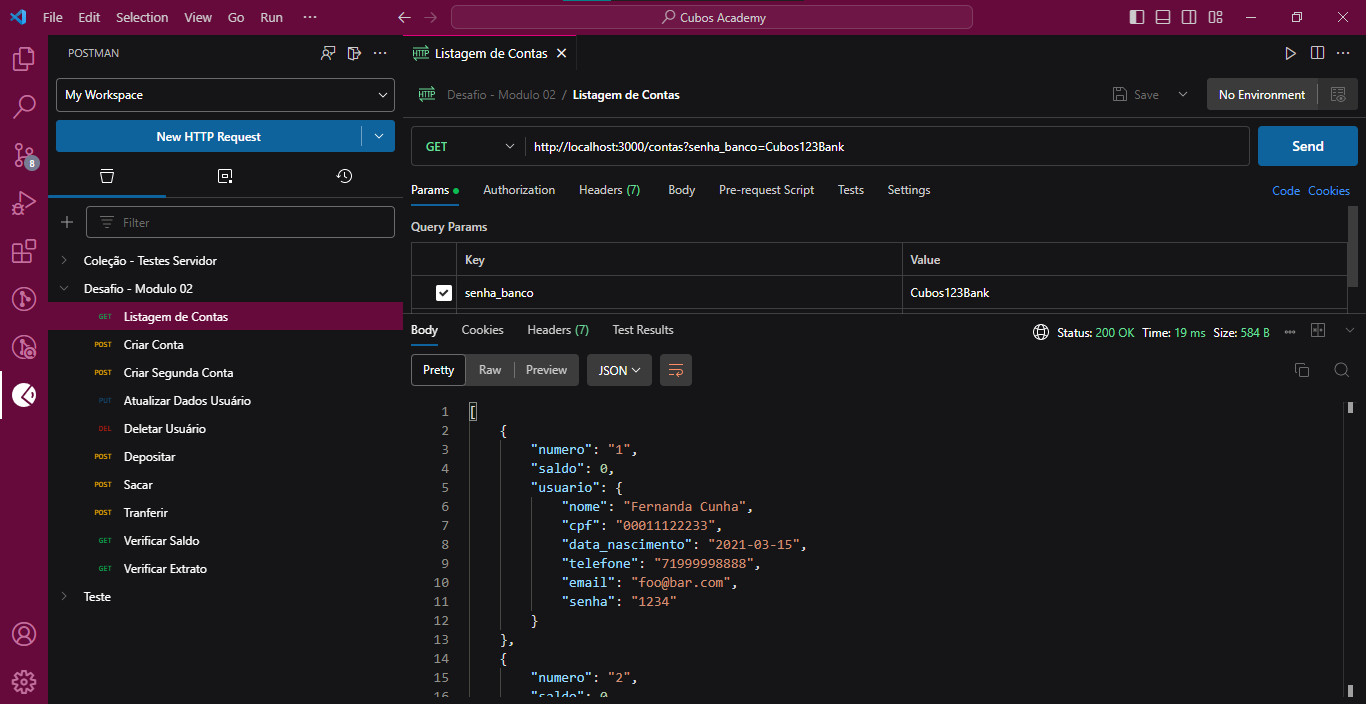 File Edit Selection View Go Run ··· Cubos Academy
POSTMAN
My Workspace
New HTTP Request
Filter
Coleção - Testes Servidor
Desafio - Modulo 02
GET Listagem de Contas
POST Criar Conta
POST Criar Segunda Conta
PUT Atualizar Dados Usuário
DEL Deletar Usuário
POST Depositar
POST Sacar
POST Tranferir
GET Verificar Saldo
GET Verificar Extrato
Teste
8
HTTP Listagem de Contas
HTTP Desafio - Modulo 02 / Listagem de Contas Save No Environment
GET http://localhost:3000/contas?senha_banco=Cubos123Bank Send
Params Authorization Headers (7) Body Pre-request Script Tests Settings Code Cookies
Query Params
Key Value
senha_banco Cubos123Bank
Body Cookies Headers (7) Test Results Status: 200 OK Time: 19 ms Size: 584 B
Pretty Raw Preview JSON
1 [
2 {
3 "numero": "1",
4 "saldo": 0,
5 "usuario": {
6 "nome": "Fernanda Cunha",
7 "cpf": "00011122233",
8 "data_nascimento": "2021-03-15",
9 "telefone": "71999998888",
10 "email": "foo@bar.com",
11 "senha": "1234"
12 }
13 },
14 {
15 "numero": "2",
16 "saldo": 0